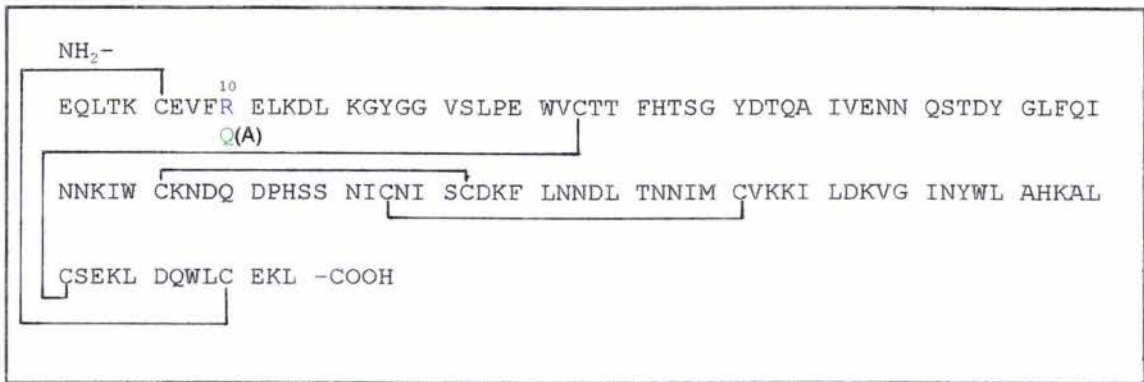 NH₂-
10
EQLTK CEVFR ELKDL KGYGG VSLPE WVCTT FHTSG YDTQA IVENN QSTDY GLFQI
Q(A)
NNKIW CKNDQ DPHSS NICNI SCDKF LNNDL TNNIM CVKKI LDKVG INYWL AHKAL
CSEKL DQWLC EKL -COOH